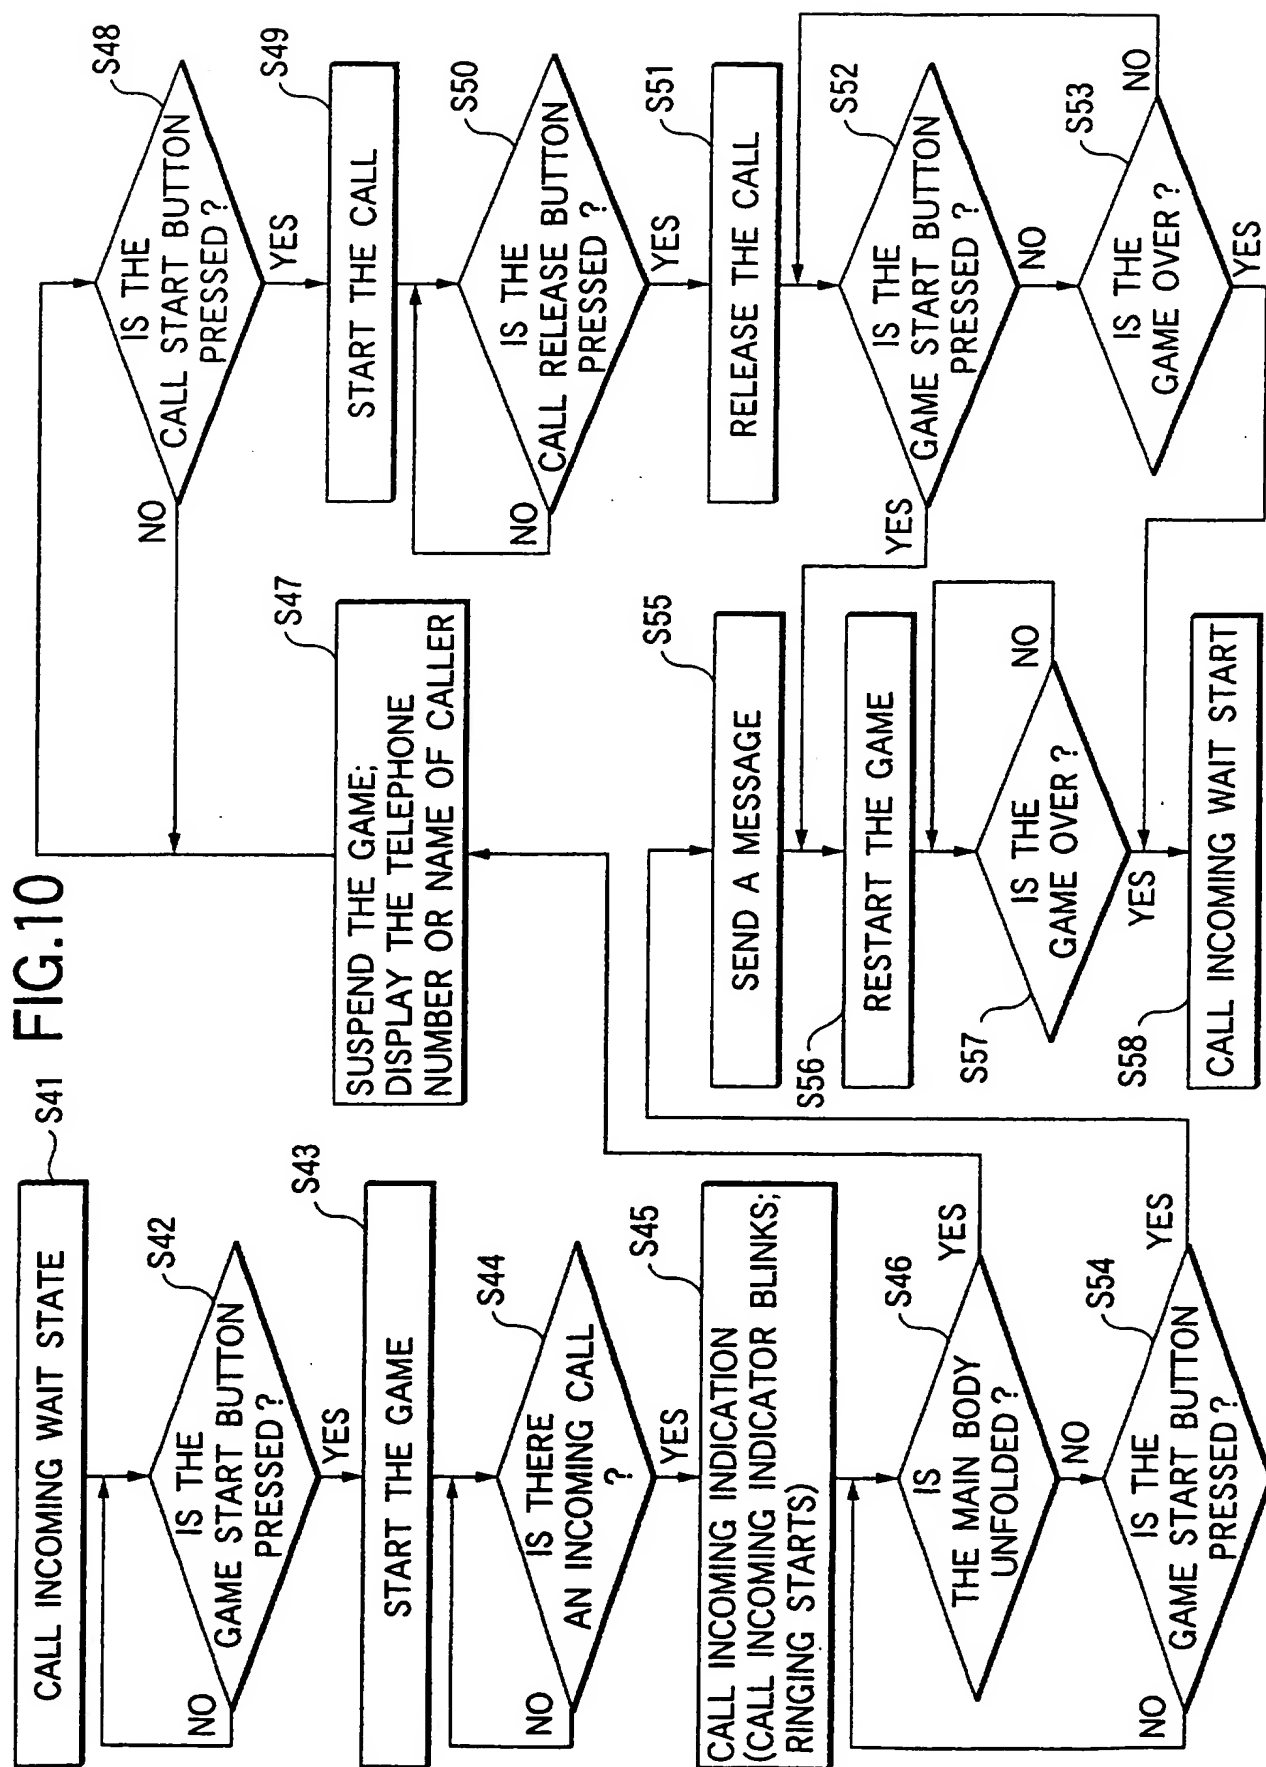 FIG.10
CALL INCOMING WAIT STATE
S41
IS THE
GAME START BUTTON
PRESSED ?
S42
NO
YES
START THE GAME
S43
IS THERE
AN INCOMING CALL
?
S44
NO
YES
CALL INCOMING INDICATION
(CALL INCOMING INDICATOR BLINKS;
RINGING STARTS)
S45
IS
THE MAIN BODY
UNFOLDED ?
S46
YES
NO
IS THE
GAME START BUTTON
PRESSED ?
S54
YES
NO
SUSPEND THE GAME;
DISPLAY THE TELEPHONE
NUMBER OR NAME OF CALLER
S47
SEND A MESSAGE
S55
RESTART THE GAME
S56
IS THE
GAME OVER ?
S57
NO
YES
CALL INCOMING WAIT START
S58
IS THE
CALL START BUTTON
PRESSED ?
S48
NO
YES
START THE CALL
S49
IS THE
CALL RELEASE BUTTON
PRESSED ?
S50
NO
YES
RELEASE THE CALL
S51
IS THE
GAME START BUTTON
PRESSED ?
S52
YES
NO
IS THE
GAME OVER ?
S53
NO
YES